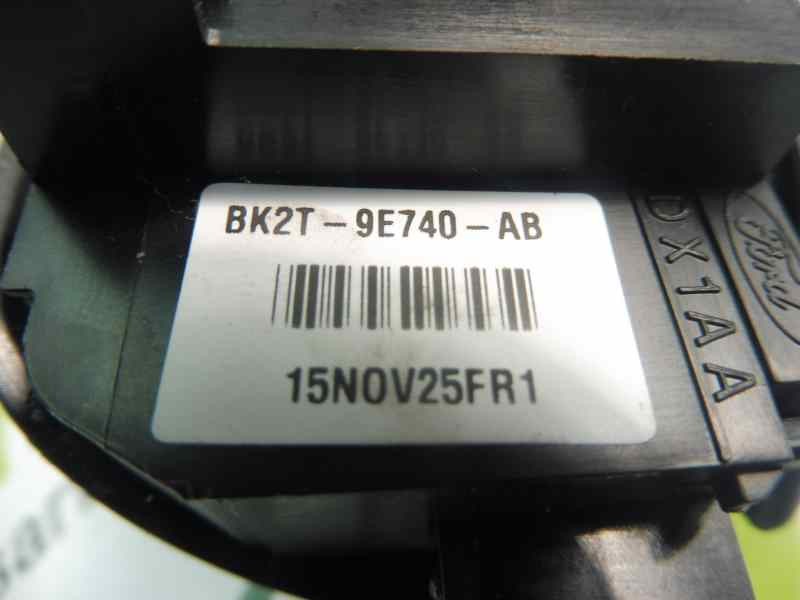 BK2T-9E740-AB
15NOV25FR1
DX1AA
Ford